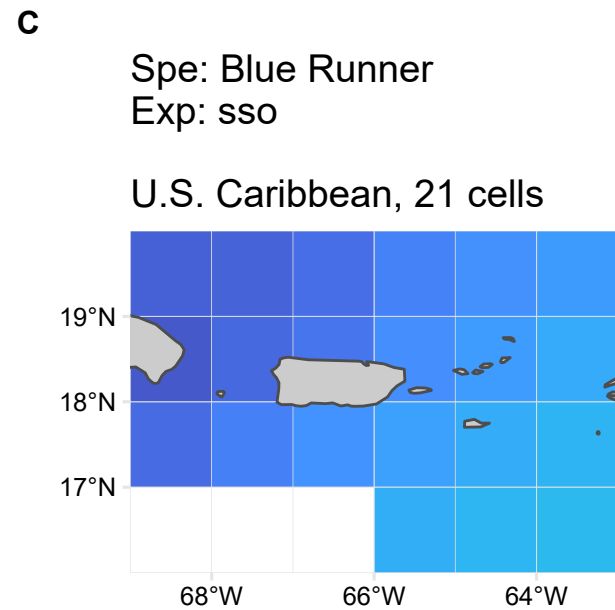 C
Spe: Blue Runner
Exp: sso
U.S. Caribbean, 21 cells
19°N
18°N
17°N
68°W 66°W 64°W